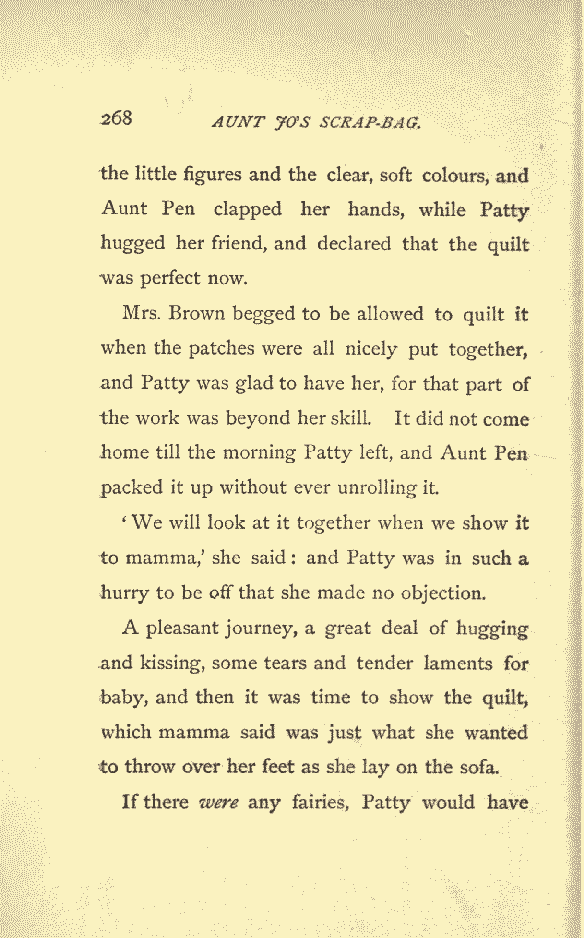 268 AUNT JO'S SCRAP-BAG.
the little figures and the clear, soft colours, and
Aunt Pen clapped her hands, while Patty
hugged her friend, and declared that the quilt
was perfect now.
Mrs. Brown begged to be allowed to quilt it
when the patches were all nicely put together,
and Patty was glad to have her, for that part of
the work was beyond her skill. It did not come
home till the morning Patty left, and Aunt Pen
packed it up without ever unrolling it.
‘We will look at it together when we show it
to mamma,’ she said: and Patty was in such a
hurry to be off that she made no objection.
A pleasant journey, a great deal of hugging
and kissing, some tears and tender laments for
baby, and then it was time to show the quilt,
which mamma said was just what she wanted
to throw over her feet as she lay on the sofa.
If there were any fairies, Patty would have